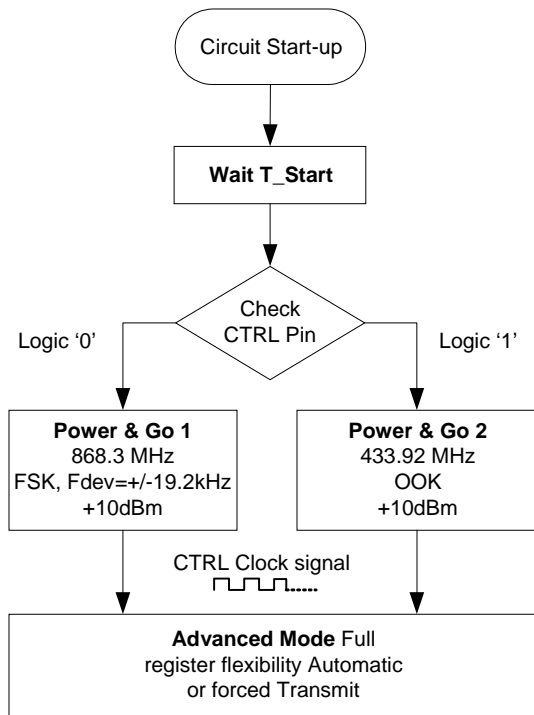 Circuit Start-up
Wait T_Start
Check
CTRL Pin
Logic ‘0’
Logic ‘1’
Power & Go 1
868.3 MHz
FSK, Fdev=+/-19.2kHz
+10dBm
Power & Go 2
433.92 MHz
OOK
+10dBm
CTRL Clock signal
Advanced Mode Full
register flexibility Automatic
or forced Transmit